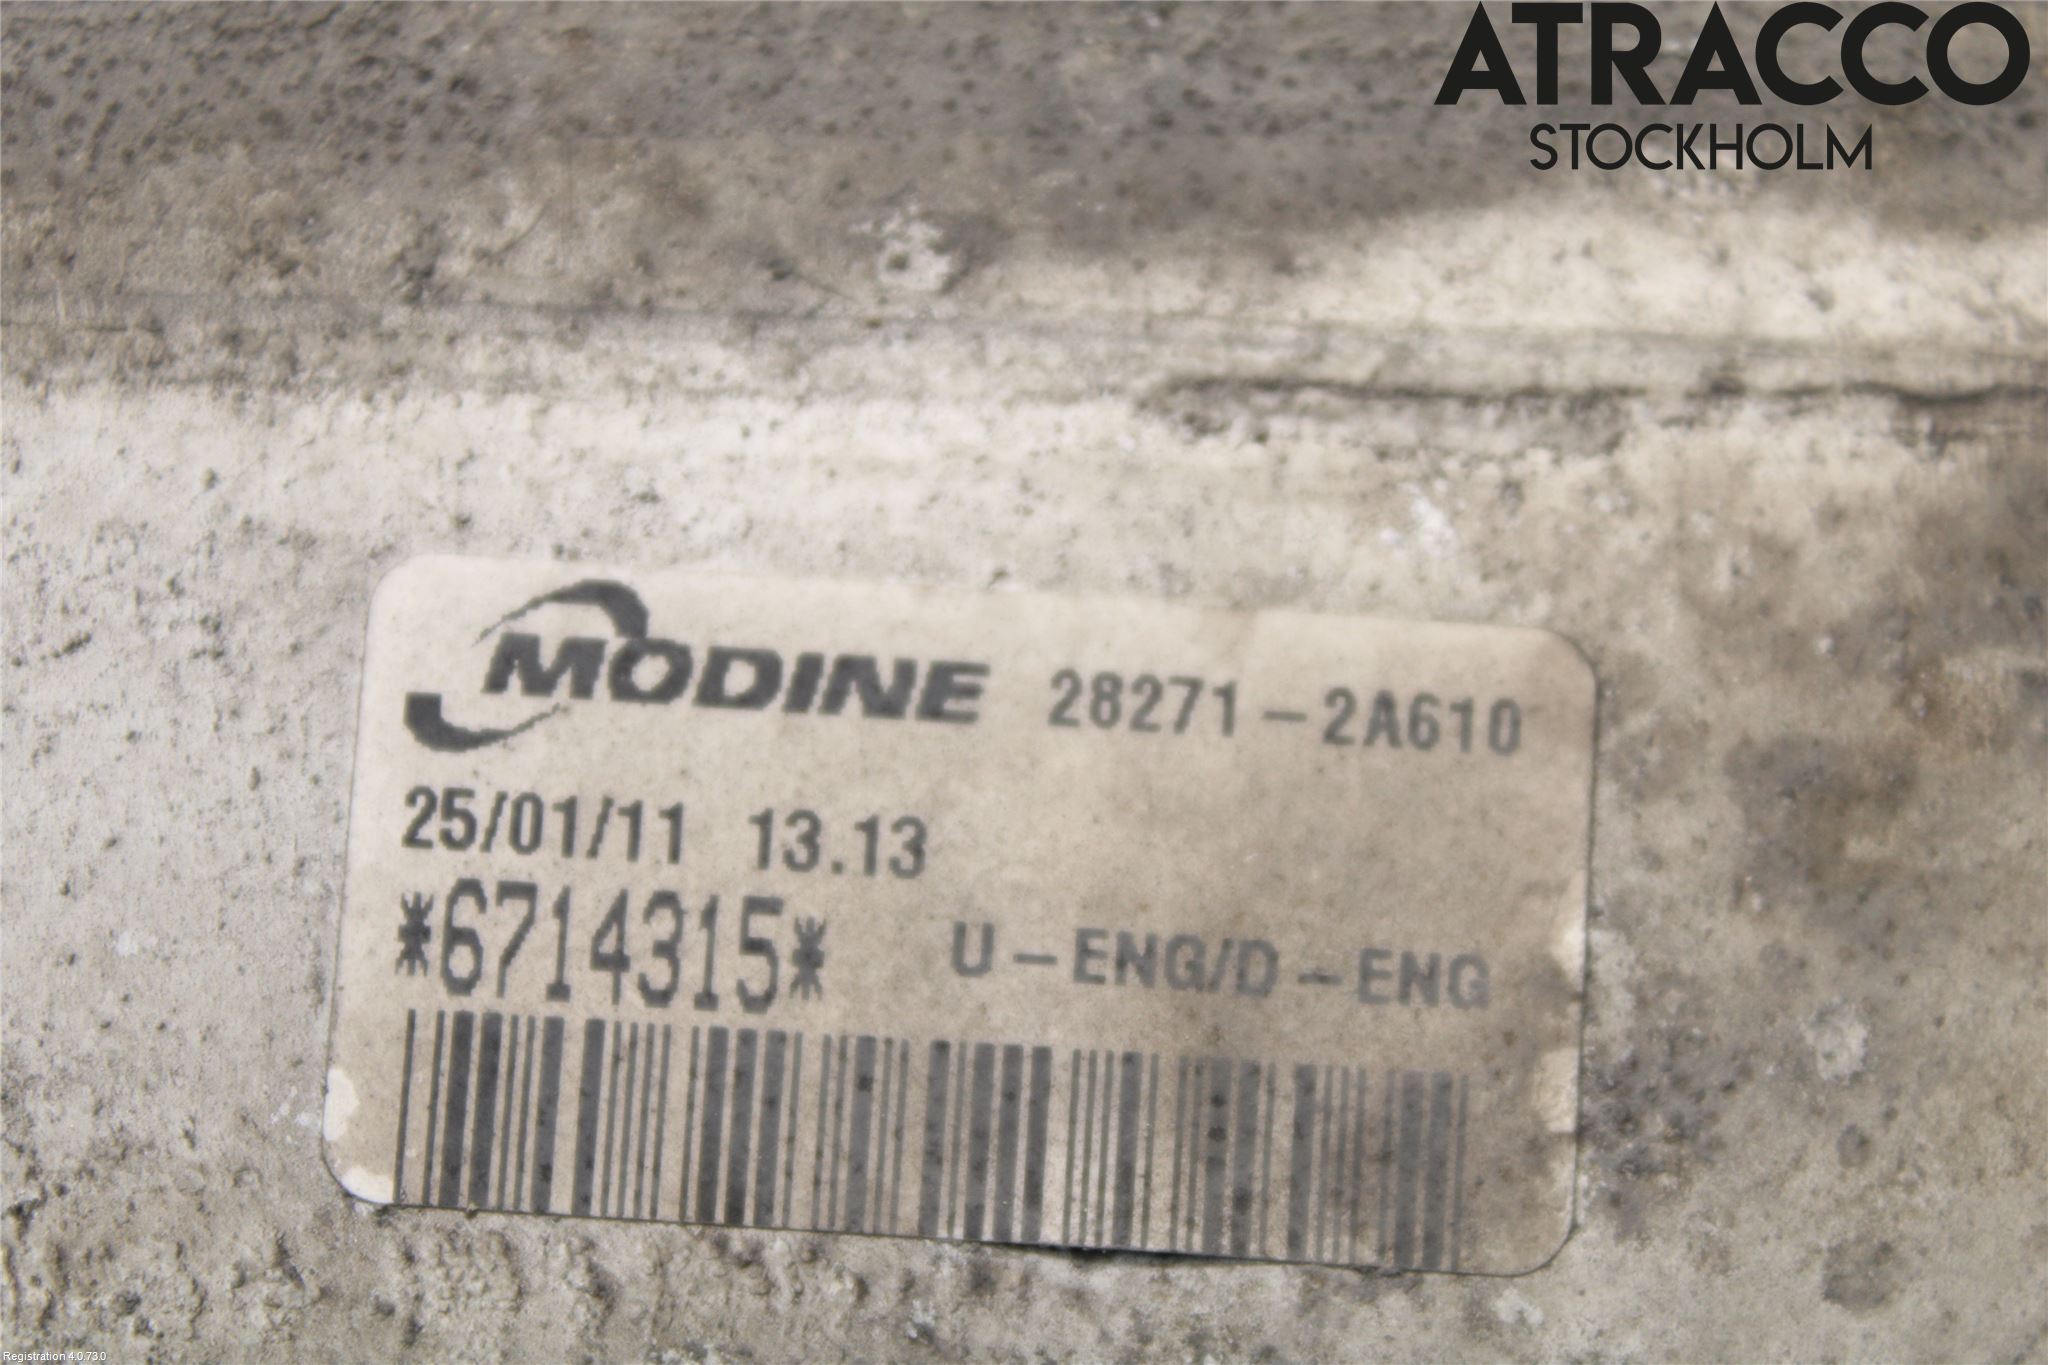 ATRACCO
STOCKHOLM
MODINE 28271-2A610
25/01/11 13.13
*6714315* U-ENG/D-ENG
Registration 4.0.73.0